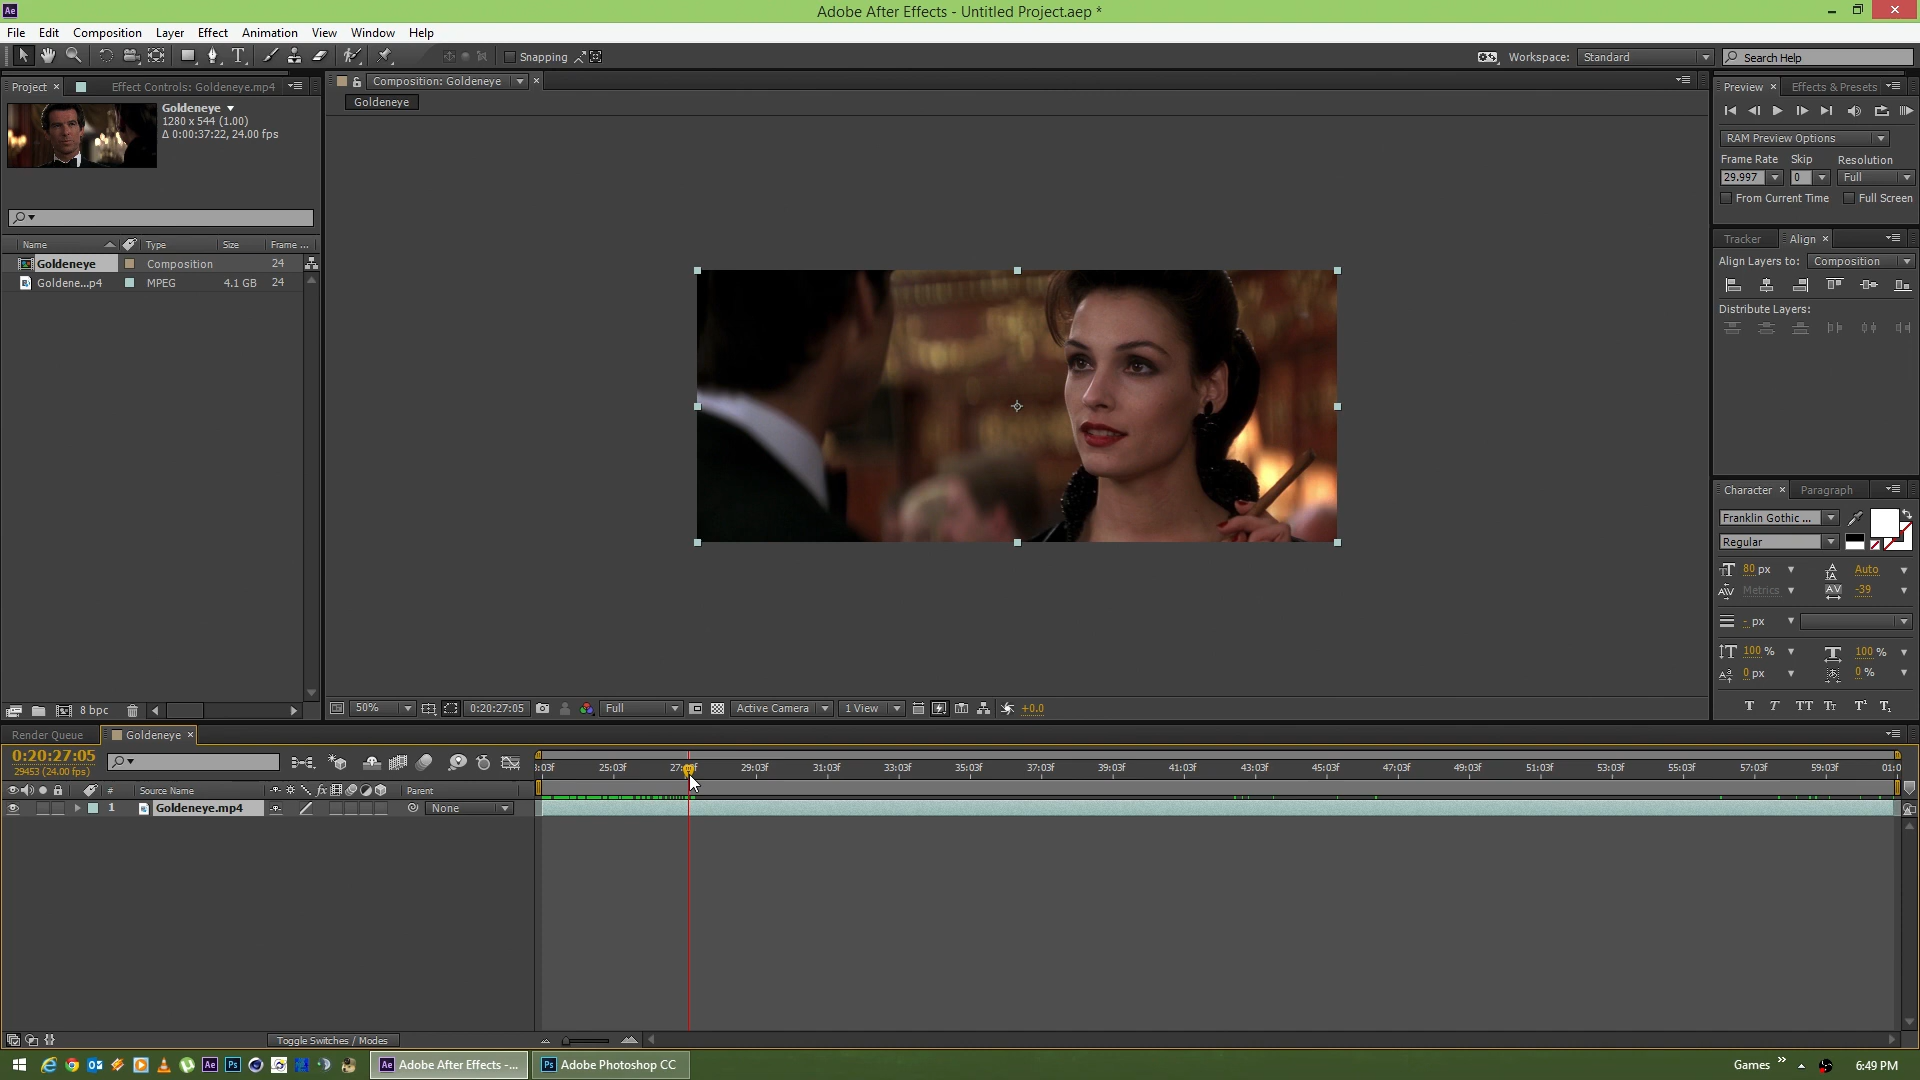 Adobe After Effects - Untitled Project.aep *
File Edit Composition Layer Effect Animation View Window Help
Snapping
Workspace: Standard
Search Help
Project
Effect Controls: Goldeneye.mp4
Goldeneye
1280 x 544 (1.00)
Δ 0:00:37:22, 24.00 fps
Name Type Size Frame ...
Goldeneye Composition 24
Goldene...p4 MPEG 4.1 GB 24
8 bpc
Composition: Goldeneye
Goldeneye
50%
0:20:27:05
Full
Active Camera
1 View
+0.0
Preview
Effects & Presets
RAM Preview Options
Frame Rate Skip Resolution
29.997 0 Full
From Current Time Full Screen
Tracker Align
Align Layers to: Composition
Distribute Layers:
Character Paragraph
Franklin Gothic ...
Regular
80 px Auto
Metrics -39
- px
100 % 100 %
0 px 0 %
T T TT Tr T¹ T₁
Render Queue
Goldeneye
0:20:27:05
29453 (24.00 fps)
25:03f 29:03f 31:03f 33:03f 35:03f 37:03f 39:03f 41:03f 43:03f 45:03f 47:03f 49:03f 51:03f 53:03f 55:03f 57:03f 59:03f 01:0
# Source Name fx Parent
1 Goldeneye.mp4 None
Toggle Switches / Modes
Adobe After Effects -...
Adobe Photoshop CC
Games
6:49 PM